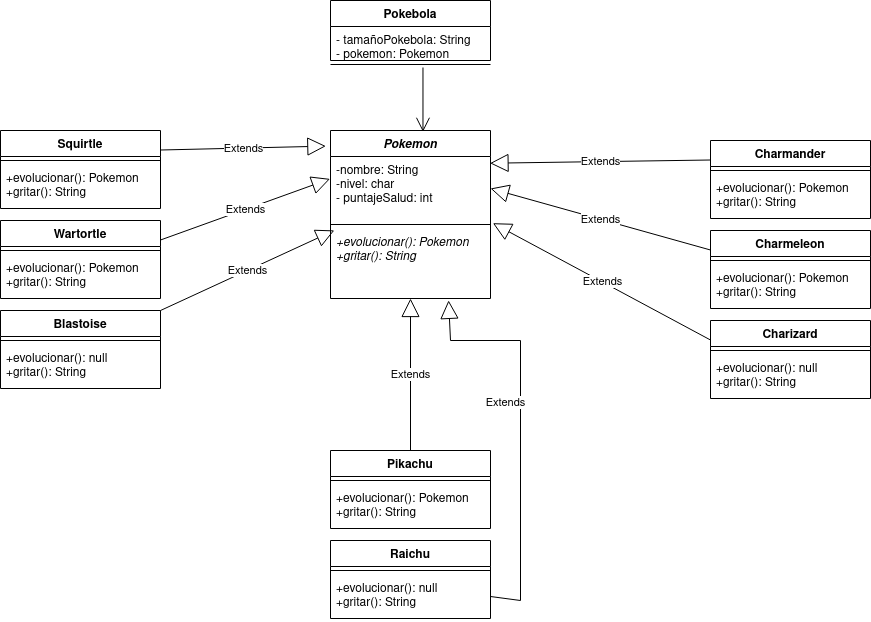 Pokebola
- tamañoPokebola: String
- pokemon: Pokemon
Pokemon
-nombre: String
-nivel: char
- puntajeSalud: int
+evolucionar(): Pokemon
+gritar(): String
Squirtle
+evolucionar(): Pokemon
+gritar(): String
Extends
Wartortle
+evolucionar(): Pokemon
+gritar(): String
Extends
Blastoise
+evolucionar(): null
+gritar(): String
Extends
Charmander
+evolucionar(): Pokemon
+gritar(): String
Extends
Charmeleon
+evolucionar(): Pokemon
+gritar(): String
Extends
Charizard
+evolucionar(): null
+gritar(): String
Extends
Extends
Extends
Pikachu
+evolucionar(): Pokemon
+gritar(): String
Raichu
+evolucionar(): null
+gritar(): String